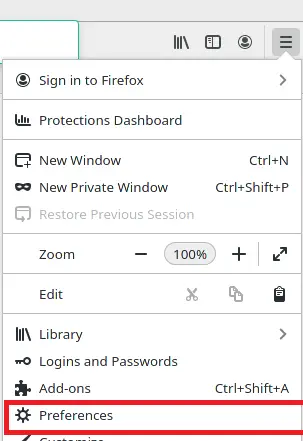 Sign in to Firefox
Protections Dashboard
New Window Ctrl+N
New Private Window Ctrl+Shift+P
Restore Previous Session
Zoom 100%
Edit
Library
Logins and Passwords
Add-ons Ctrl+Shift+A
Preferences
Customize